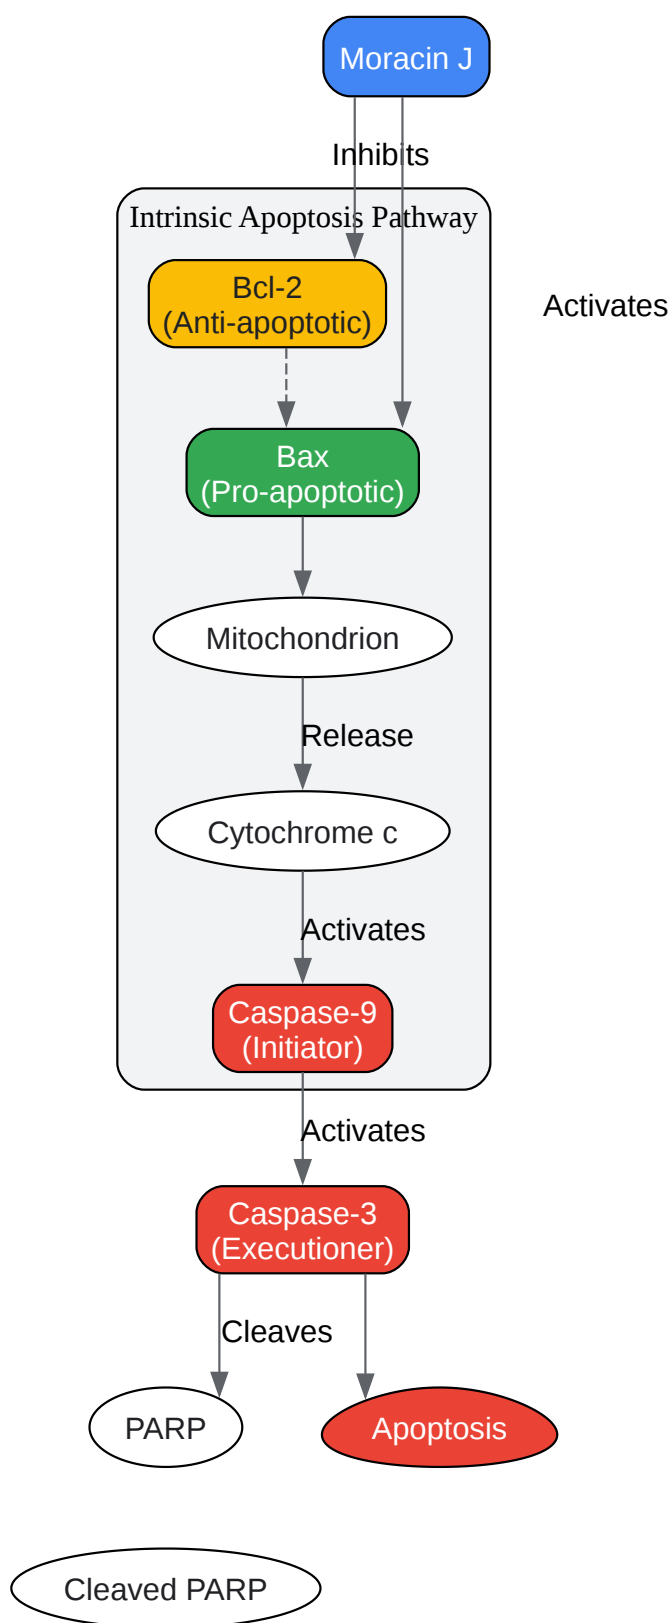 Moracin J
Inhibits
Intrinsic Apoptosis Pathway
Bcl-2
(Anti-apoptotic)
Activates
Bax
(Pro-apoptotic)
Mitochondrion
Release
Cytochrome c
Activates
Caspase-9
(Initiator)
Activates
Caspase-3
(Executioner)
Cleaves
PARP
Apoptosis
Cleaved PARP